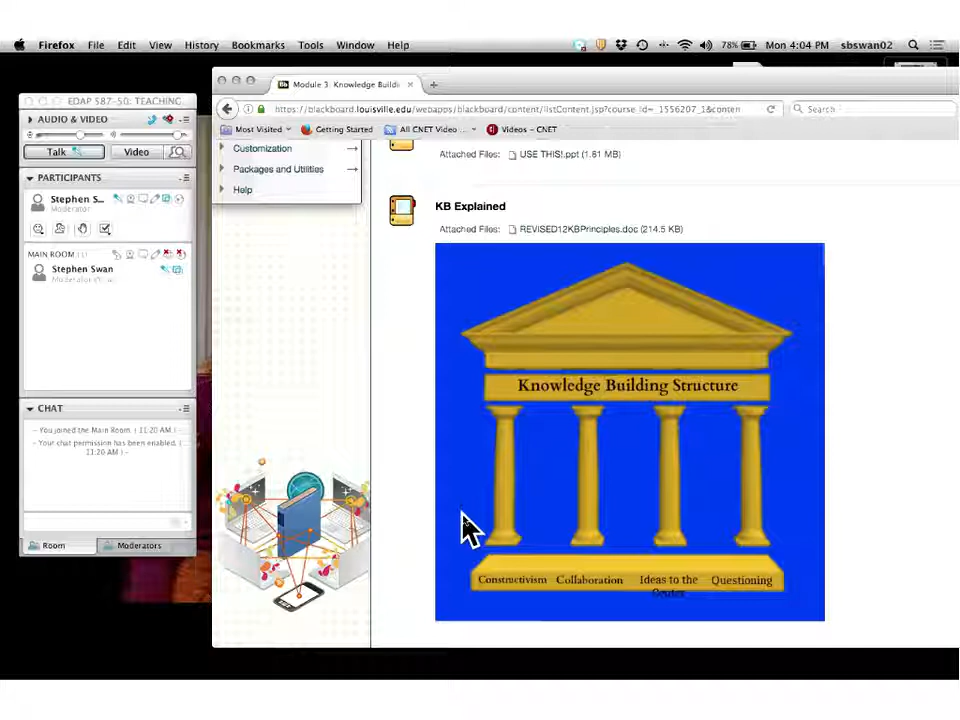 Firefox File Edit View History Bookmarks Tools Window Help 78% Mon 4:04 PM sbswan02
EDAP 587-50: TEACHING
AUDIO & VIDEO
Talk Video
PARTICIPANTS
Stephen S...
Moderator
MAIN ROOM
Stephen Swan
CHAT
- You joined the Main Room. ( 11:20 AM ) -
- Your chat permission has been enabled. (
11:20 AM ) -
Room Moderators
Module 3: Knowledge Buildi
https://blackboard.louisville.edu/webapps/blackboard/content/listContent.jsp?course_id=_1556207_1&conten
Search
Most Visited Getting Started All CNET Video ... Videos - CNET
Customization
Packages and Utilities
Help
Attached Files: USE THIS!.ppt (1.61 MB)
KB Explained
Attached Files: REVISED12KBPrinciples.doc (214.5 KB)
Knowledge Building Structure
Constructivism Collaboration Ideas to the Center Questioning